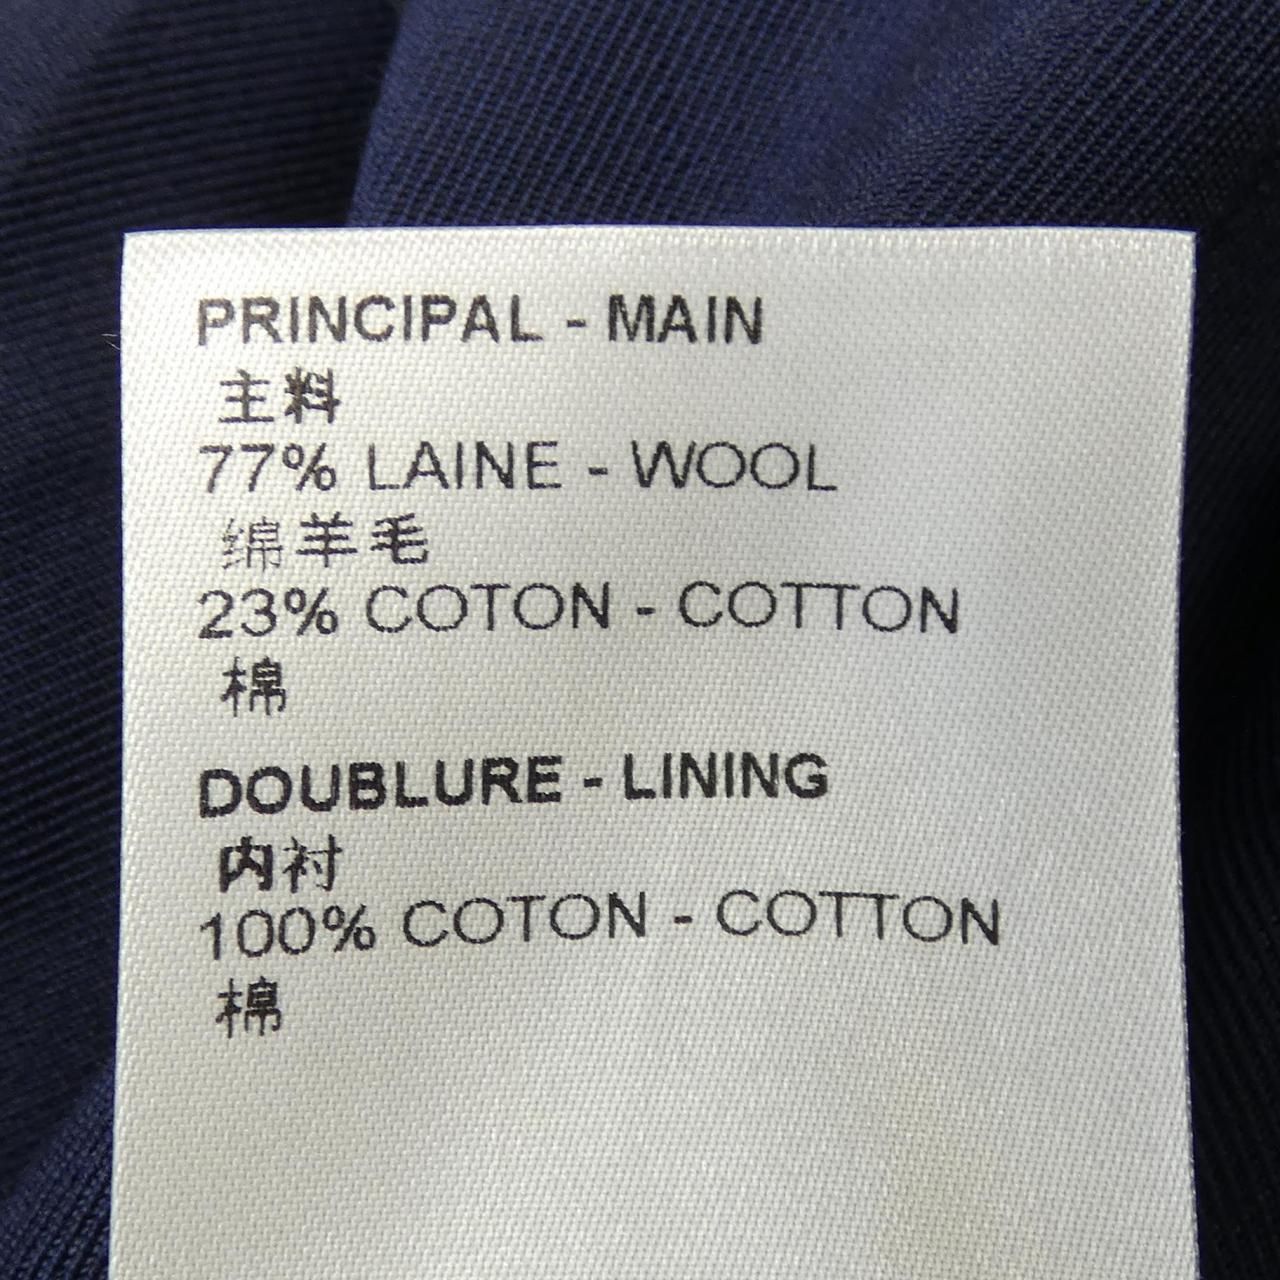 PRINCIPAL - MAIN
主料
77% LAINE - WOOL
绵羊毛
23% COTON - COTTON
棉
DOUBLURE - LINING
内衬
100% COTON - COTTON
棉